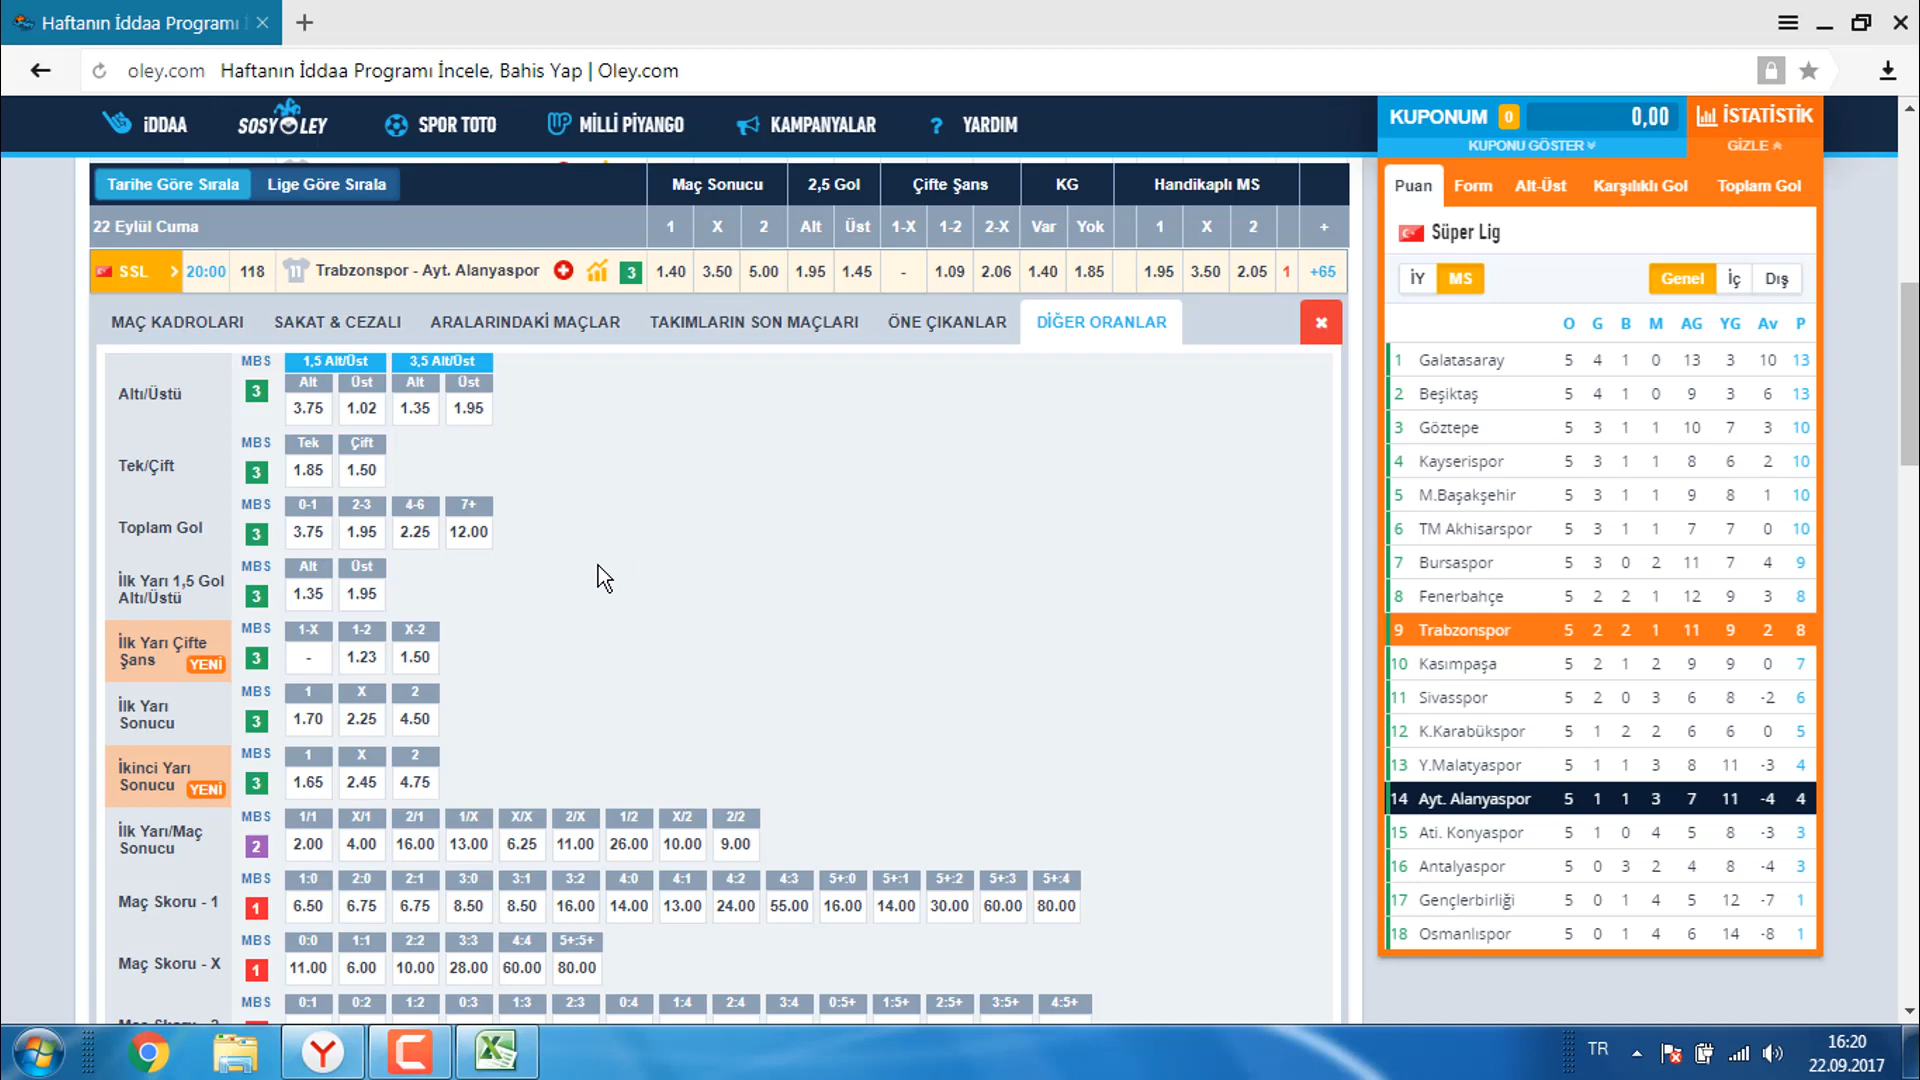 Haftanın İddaa Programı İ
oley.com Haftanın İddaa Programı İncele, Bahis Yap | Oley.com
iDDAA SOSYOLEY SPOR TOTO MİLLİ PİYANGO KAMPANYALAR ? YARDIM
KUPONUM 0 0,00 İSTATİSTİK
KUPONU GÖSTER GİZLE
Tarihe Göre Sırala Lige Göre Sırala Maç Sonucu 2,5 Gol Çifte Şans KG Handikaplı MS
22 Eylül Cuma 1 X 2 Alt Üst 1-X 1-2 2-X Var Yok 1 X 2 +
SSL 20:00 118 11 Trabzonspor - Ayt. Alanyaspor 3 1.40 3.50 5.00 1.95 1.45 - 1.09 2.06 1.40 1.85 1.95 3.50 2.05 1 +65
MAÇ KADROLARI SAKAT & CEZALI ARALARINDAKİ MAÇLAR TAKIMLARIN SON MAÇLARI ÖNE ÇIKANLAR DİĞER ORANLAR
MBS 1,5 Alt/Üst 3,5 Alt/Üst
Alt Üst Alt Üst
Altı/Üstü 3 3.75 1.02 1.35 1.95
MBS Tek Çift
Tek/Çift 3 1.85 1.50
MBS 0-1 2-3 4-6 7+
Toplam Gol 3 3.75 1.95 2.25 12.00
MBS Alt Üst
İlk Yarı 1,5 Gol
Altı/Üstü 3 1.35 1.95
MBS 1-X 1-2 X-2
İlk Yarı Çifte
Şans YENİ 3 - 1.23 1.50
MBS 1 X 2
İlk Yarı
Sonucu 3 1.70 2.25 4.50
MBS 1 X 2
İkinci Yarı
Sonucu YENİ 3 1.65 2.45 4.75
MBS 1/1 X/1 2/1 1/X X/X 2/X 1/2 X/2 2/2
İlk Yarı/Maç
Sonucu 2 2.00 4.00 16.00 13.00 6.25 11.00 26.00 10.00 9.00
MBS 1:0 2:0 2:1 3:0 3:1 3:2 4:0 4:1 4:2 4:3 5+:0 5+:1 5+:2 5+:3 5+:4
Maç Skoru - 1 1 6.50 6.75 6.75 8.50 8.50 16.00 14.00 13.00 24.00 55.00 16.00 14.00 30.00 60.00 80.00
MBS 0:0 1:1 2:2 3:3 4:4 5+:5+
Maç Skoru - X 1 11.00 6.00 10.00 28.00 60.00 80.00
MBS 0:1 0:2 1:2 0:3 1:3 2:3 0:4 1:4 2:4 3:4 0:5+ 1:5+ 2:5+ 3:5+ 4:5+
Puan Form Alt-Üst Karşılıklı Gol Toplam Gol
Süper Lig
İY MS Genel İç Dış
O G B M AG YG Av P
1 Galatasaray 5 4 1 0 13 3 10 13
2 Beşiktaş 5 4 1 0 9 3 6 13
3 Göztepe 5 3 1 1 10 7 3 10
4 Kayserispor 5 3 1 1 8 6 2 10
5 M.Başakşehir 5 3 1 1 9 8 1 10
6 TM Akhisarspor 5 3 1 1 7 7 0 10
7 Bursaspor 5 3 0 2 11 7 4 9
8 Fenerbahçe 5 2 2 1 12 9 3 8
9 Trabzonspor 5 2 2 1 11 9 2 8
10 Kasımpaşa 5 2 1 2 9 9 0 7
11 Sivasspor 5 2 0 3 6 8 -2 6
12 K.Karabükspor 5 1 2 2 6 6 0 5
13 Y.Malatyaspor 5 1 1 3 8 11 -3 4
14 Ayt. Alanyaspor 5 1 1 3 7 11 -4 4
15 Ati. Konyaspor 5 1 0 4 5 8 -3 3
16 Antalyaspor 5 0 3 2 4 8 -4 3
17 Gençlerbirliği 5 0 1 4 5 12 -7 1
18 Osmanlıspor 5 0 1 4 6 14 -8 1
TR 16:20
22.09.2017